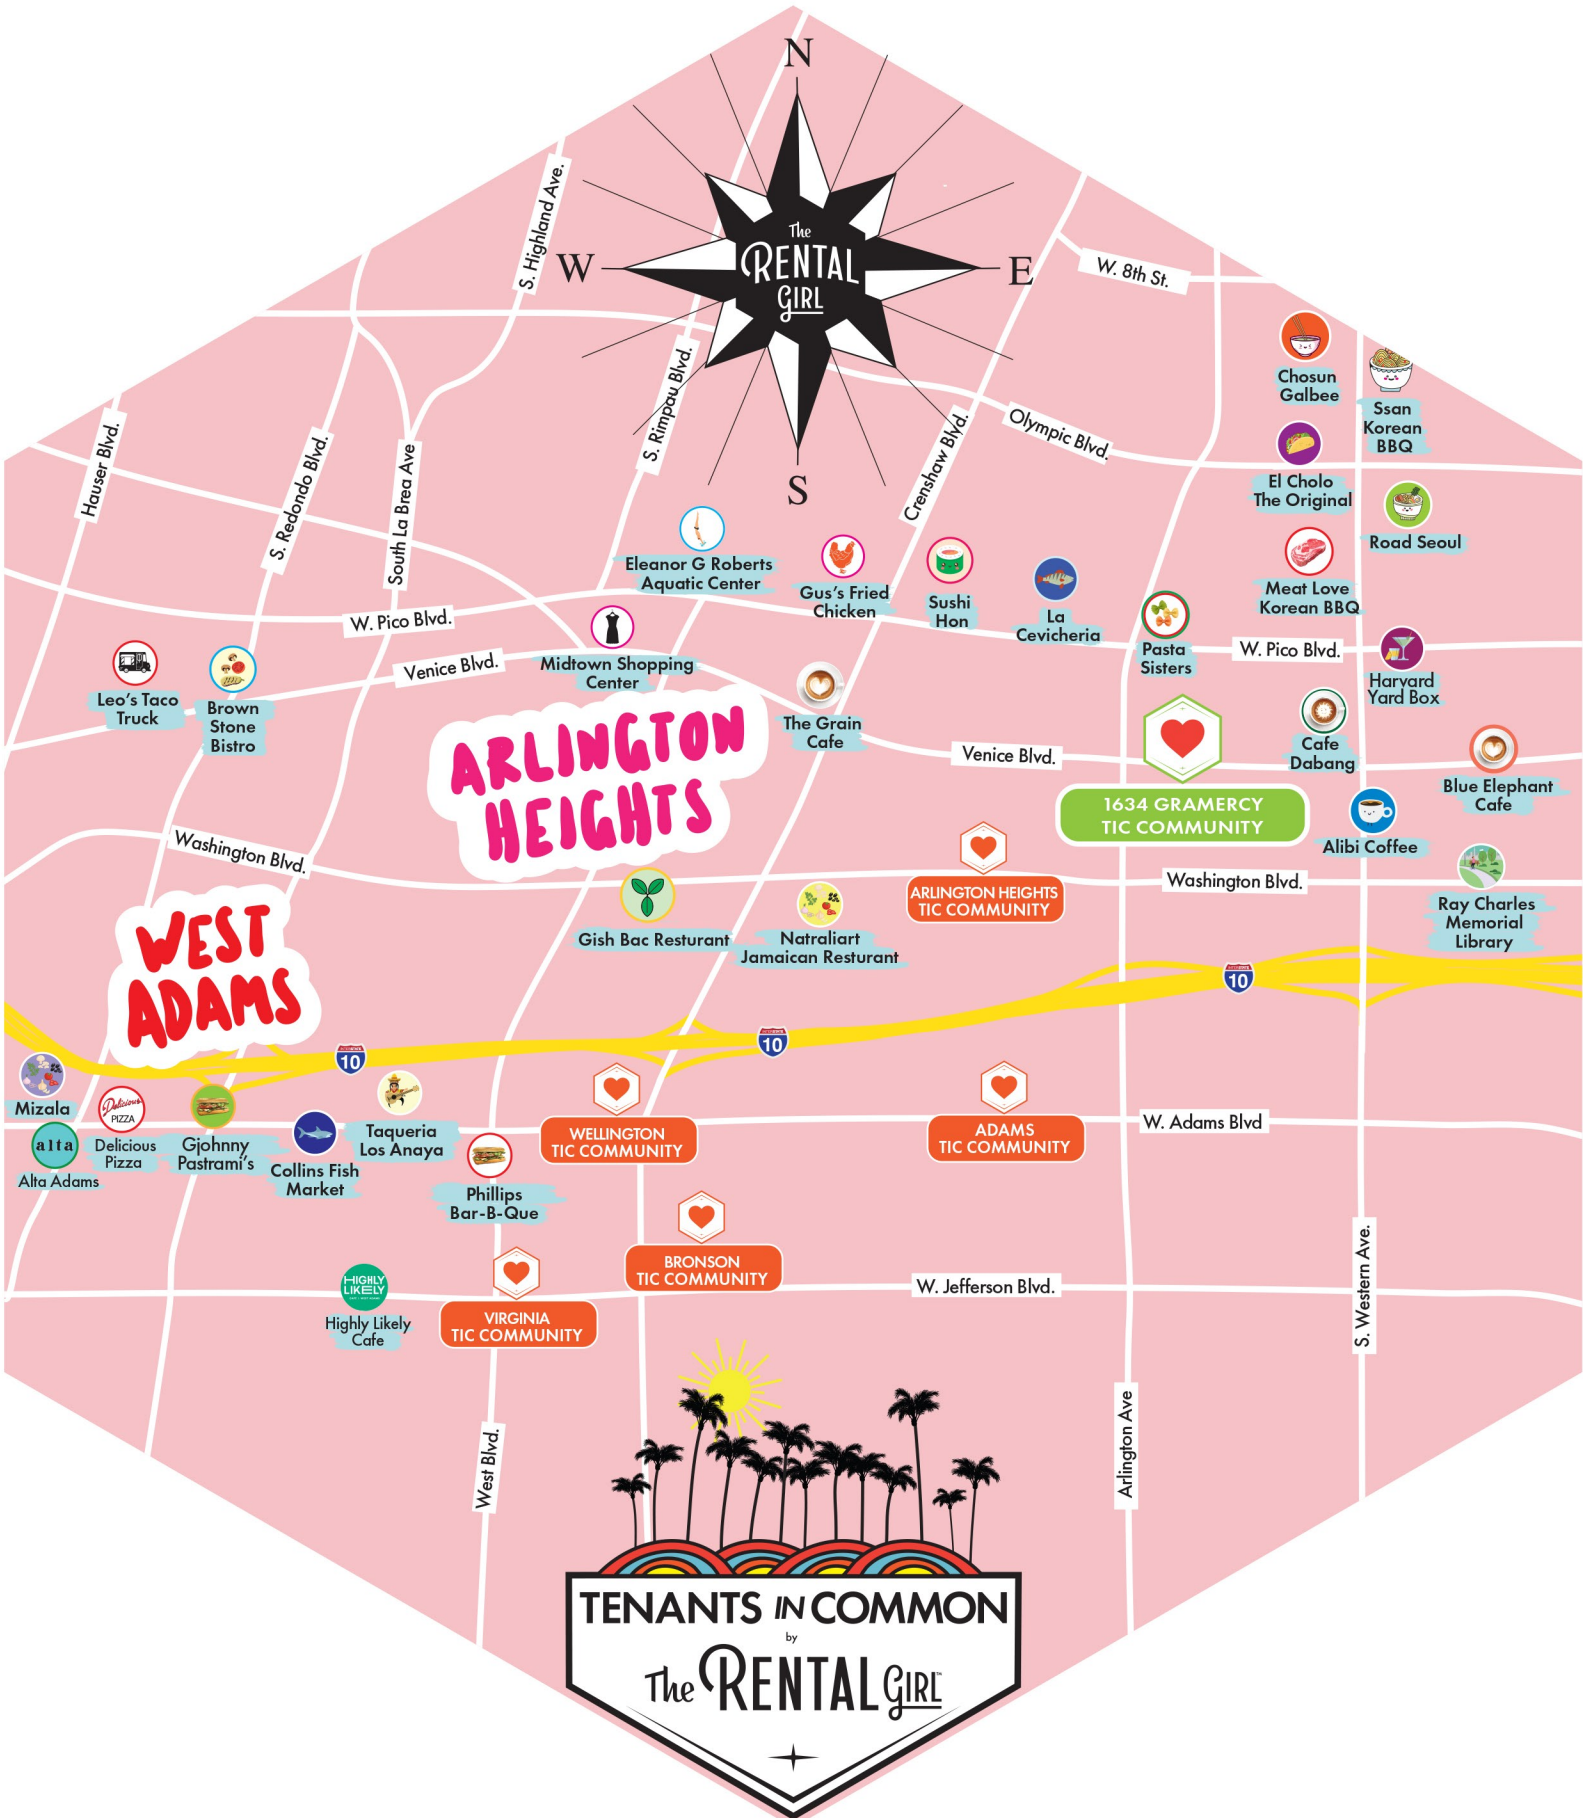 N
The
RENTAL
GIRL
W
E
S
S. Highland Ave.
W. 8th St.
Chosun
Galbee
Ssan
Korean
BBQ
S. Rimpau Blvd.
Olympic Blvd.
Crenshaw Blvd.
Hauser Blvd.
S. Redondo Blvd.
South La Brea Ave
El Cholo
The Original
Road Seoul
Eleanor G Roberts
Aquatic Center
Gus's Fried
Chicken
Sushi
Hon
La
Cevicheria
Meat Love
Korean BBQ
W. Pico Blvd.
Pasta
Sisters
W. Pico Blvd.
Harvard
Yard Box
Venice Blvd.
Midtown Shopping
Center
Leo's Taco
Truck
Brown
Stone
Bistro
The Grain
Cafe
Venice Blvd.
Cafe
Dabang
Blue Elephant
Cafe
ARLINGTON
HEIGHTS
1634 GRAMERCY
TIC COMMUNITY
Alibi Coffee
Washington Blvd.
ARLINGTON HEIGHTS
TIC COMMUNITY
Washington Blvd.
Ray Charles
Memorial
Library
Gish Bac Resturant
Natraliart
Jamaican Resturant
WEST
ADAMS
10
10
10
Mizala
Delicious
PIZZA
alta
Alta Adams
Delicious
Pizza
Gjohnny
Pastrami's
Collins Fish
Market
Taqueria
Los Anaya
Phillips
Bar-B-Que
WELLINGTON
TIC COMMUNITY
ADAMS
TIC COMMUNITY
W. Adams Blvd
BRONSON
TIC COMMUNITY
HIGHLY
LIKELY
Highly Likely
Cafe
VIRGINIA
TIC COMMUNITY
W. Jefferson Blvd.
S. Western Ave.
West Blvd.
Arlington Ave
TENANTS IN COMMON
by
The RENTAL GIRL